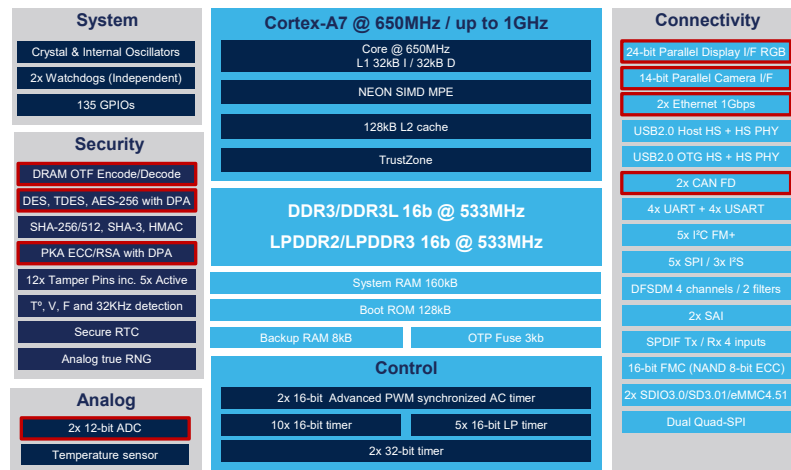 System
Crystal & Internal Oscillators
2x Watchdogs (Independent)
135 GPIOs
Security
DRAM OTF Encode/Decode
DES, TDES, AES-256 with DPA
SHA-256/512, SHA-3, HMAC
PKA ECC/RSA with DPA
12x Tamper Pins inc. 5x Active
Tº, V, F and 32KHz detection
Secure RTC
Analog true RNG
Analog
2x 12-bit ADC
Temperature sensor
Cortex-A7 @ 650MHz / up to 1GHz
Core @ 650MHz
L1 32kB I / 32kB D
NEON SIMD MPE
128kB L2 cache
TrustZone
DDR3/DDR3L 16b @ 533MHz
LPDDR2/LPDDR3 16b @ 533MHz
System RAM 160kB
Boot ROM 128kB
Backup RAM 8kB
OTP Fuse 3kb
Control
2x 16-bit Advanced PWM synchronized AC timer
10x 16-bit timer
5x 16-bit LP timer
2x 32-bit timer
Connectivity
24-bit Parallel Display I/F RGB
14-bit Parallel Camera I/F
2x Ethernet 1Gbps
USB2.0 Host HS + HS PHY
USB2.0 OTG HS + HS PHY
2x CAN FD
4x UART + 4x USART
5x I²C FM+
5x SPI / 3x I²S
DFSDM 4 channels / 2 filters
2x SAI
SPDIF Tx / Rx 4 inputs
16-bit FMC (NAND 8-bit ECC)
2x SDIO3.0/SD3.01/eMMC4.51
Dual Quad-SPI